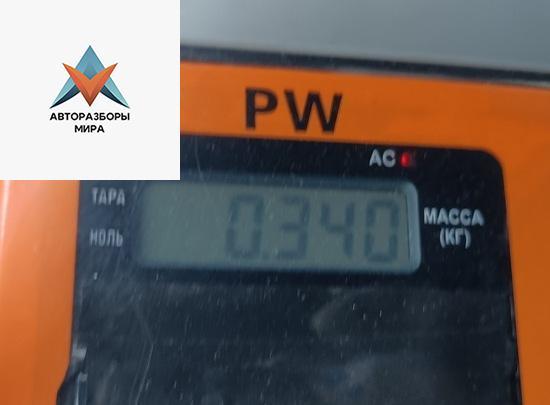 АВТОРАЗБОРЫ
МИРА
PW
AC
ТАРА
НОЛЬ
0.340
МАССА
(КГ)